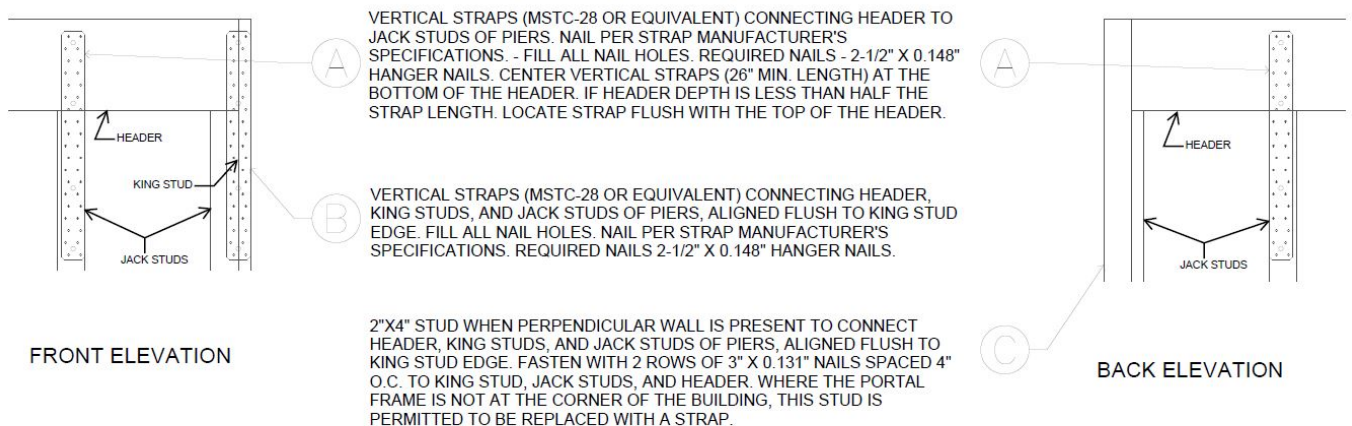 VERTICAL STRAPS (MSTC-28 OR EQUIVALENT) CONNECTING HEADER TO
JACK STUDS OF PIERS. NAIL PER STRAP MANUFACTURER'S
SPECIFICATIONS. - FILL ALL NAIL HOLES. REQUIRED NAILS - 2-1/2" X 0.148"
HANGER NAILS. CENTER VERTICAL STRAPS (26" MIN. LENGTH) AT THE
BOTTOM OF THE HEADER. IF HEADER DEPTH IS LESS THAN HALF THE
STRAP LENGTH. LOCATE STRAP FLUSH WITH THE TOP OF THE HEADER.
A
A
HEADER
KING STUD
JACK STUDS
FRONT ELEVATION
B
VERTICAL STRAPS (MSTC-28 OR EQUIVALENT) CONNECTING HEADER,
KING STUDS, AND JACK STUDS OF PIERS, ALIGNED FLUSH TO KING STUD
EDGE. FILL ALL NAIL HOLES. NAIL PER STRAP MANUFACTURER'S
SPECIFICATIONS. REQUIRED NAILS 2-1/2" X 0.148" HANGER NAILS.
2"X4" STUD WHEN PERPENDICULAR WALL IS PRESENT TO CONNECT
HEADER, KING STUDS, AND JACK STUDS OF PIERS, ALIGNED FLUSH TO
KING STUD EDGE. FASTEN WITH 2 ROWS OF 3" X 0.131" NAILS SPACED 4"
O.C. TO KING STUD, JACK STUDS, AND HEADER. WHERE THE PORTAL
FRAME IS NOT AT THE CORNER OF THE BUILDING, THIS STUD IS
PERMITTED TO BE REPLACED WITH A STRAP.
C
HEADER
JACK STUDS
BACK ELEVATION